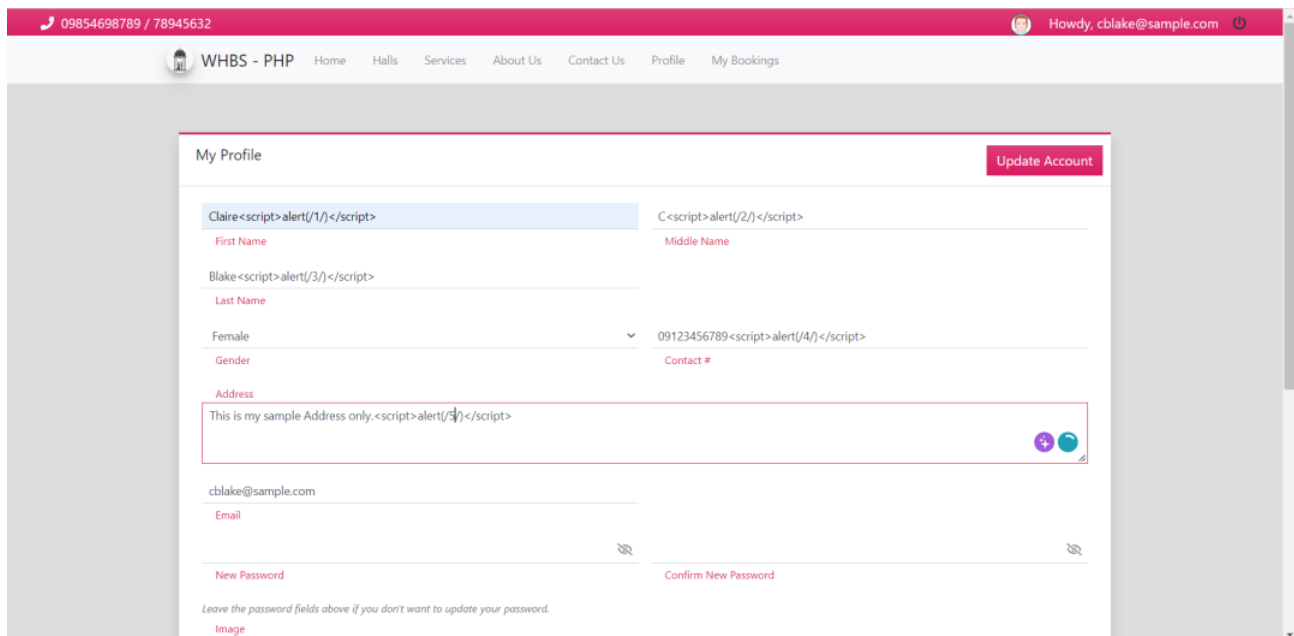 09854698789 / 78945632 Howdy, cblake@sample.com
WHBS - PHP Home Halls Services About Us Contact Us Profile My Bookings
My Profile Update Account
Claire<script>alert(/1/)</script> C<script>alert(/2/)</script>
First Name Middle Name
Blake<script>alert(/3/)</script>
Last Name
Female 09123456789<script>alert(/4/)</script>
Gender Contact #
Address
This is my sample Address only.<script>alert(/5/)</script>
cblake@sample.com
Email
New Password Confirm New Password
Leave the password fields above if you don't want to update your password.
Image